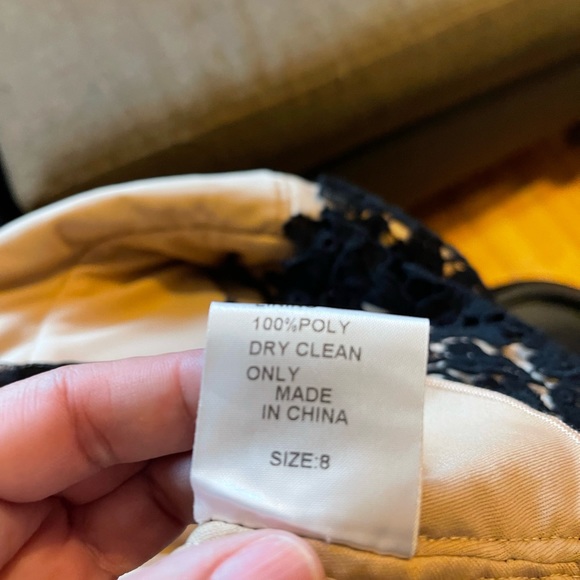 100%POLY
DRY CLEAN
ONLY
MADE
IN CHINA
SIZE:8